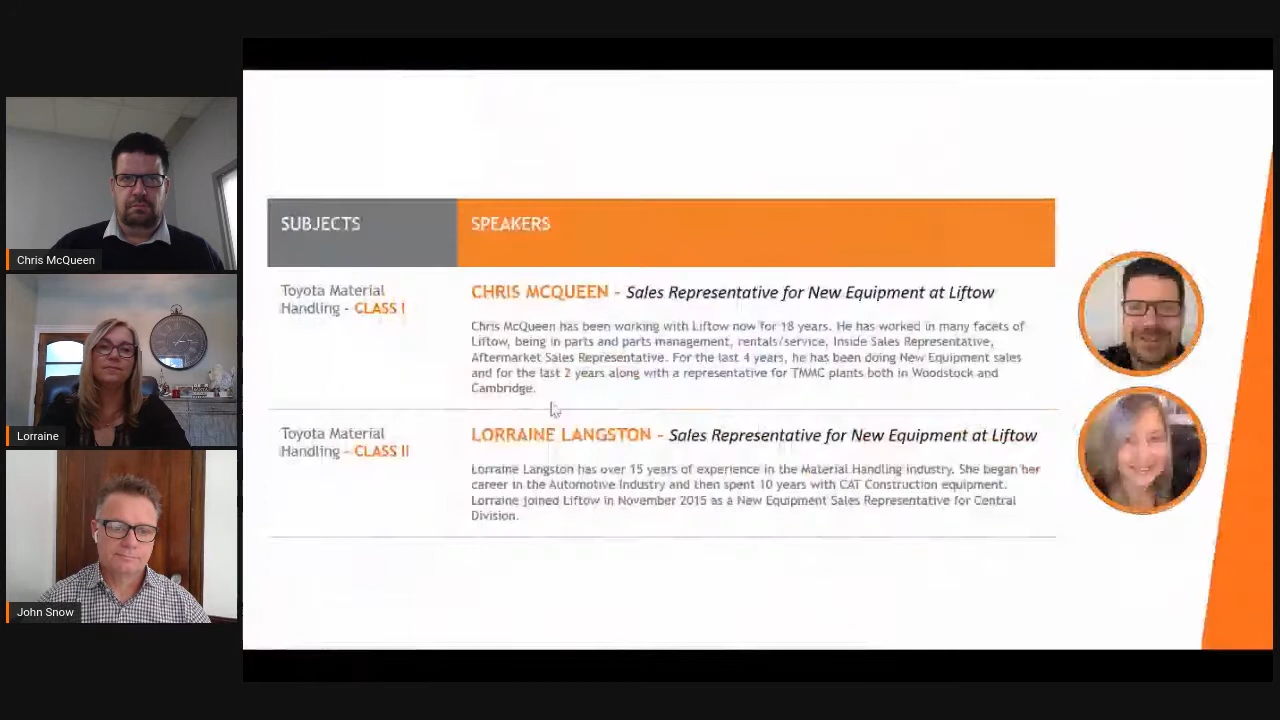 Chris McQueen
Lorraine
John Snow
SUBJECTS
SPEAKERS
Toyota Material
Handling - CLASS I
CHRIS MCQUEEN - Sales Representative for New Equipment at Liftow
Chris McQueen has been working with Liftow now for 18 years. He has worked in many facets of
Liftow, being in parts and parts management, rentals/service, Inside Sales Representative,
Aftermarket Sales Representative. For the last 4 years, he has been doing New Equipment sales
and for the last 2 years along with a representative for TMMC plants both in Woodstock and
Cambridge.
Toyota Material
Handling - CLASS II
LORRAINE LANGSTON - Sales Representative for New Equipment at Liftow
Lorraine Langston has over 15 years of experience in the Material Handling industry. She began her
career in the Automotive Industry and then spent 10 years with CAT Construction equipment.
Lorraine joined Liftow in November 2015 as a New Equipment Sales Representative for Central
Division.